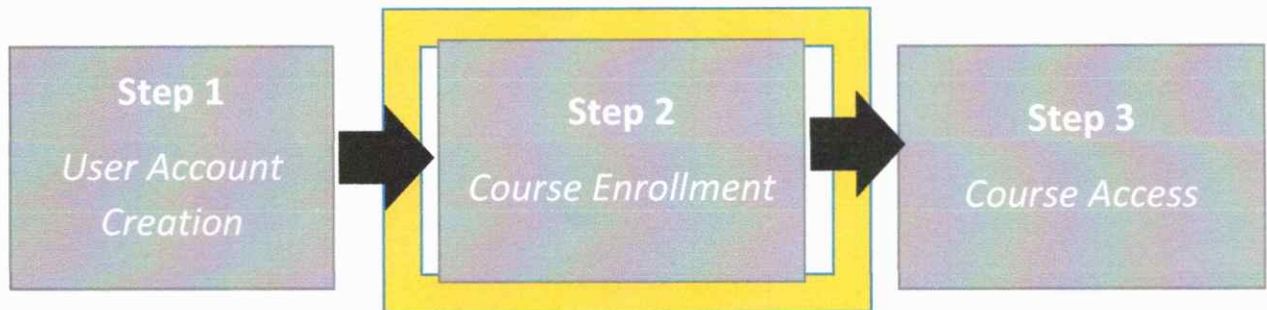 Step 1
User Account
Creation
Step 2
Course Enrollment
Step 3
Course Access